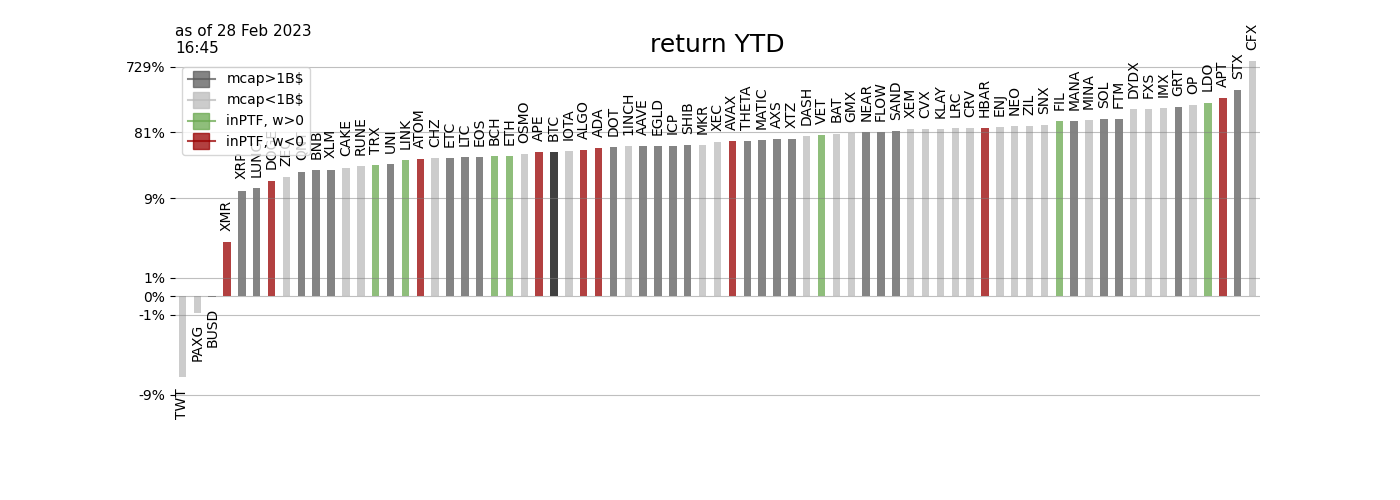 as of 28 Feb 2023
16:45
return YTD
729%
81%
9%
1%
0%
-1%
-9%
mcap>1B$
mcap<1B$
inPTF, w>0
inPTF, w<0
TWT
PAXG
BUSD
XMR
XRP
LUNC
DOGE
BNB
XLM
CAKE
RUNE
TRX
UNI
LINK
ATOM
CHZ
ETC
LTC
EOS
BCH
ETH
OSMO
APE
BTC
IOTA
ALGO
ADA
DOT
1INCH
AAVE
EGLD
ICP
SHIB
MKR
XEC
AVAX
THETA
MATIC
AXS
XTZ
DASH
VET
BAT
GMX
NEAR
FLOW
SAND
XEM
CVX
KLAY
LRC
CRV
HBAR
ENJ
NEO
ZIL
SNX
FIL
MANA
MINA
SOL
FTM
DYDX
FXS
IMX
GRT
OP
LDO
APT
STX
CFX